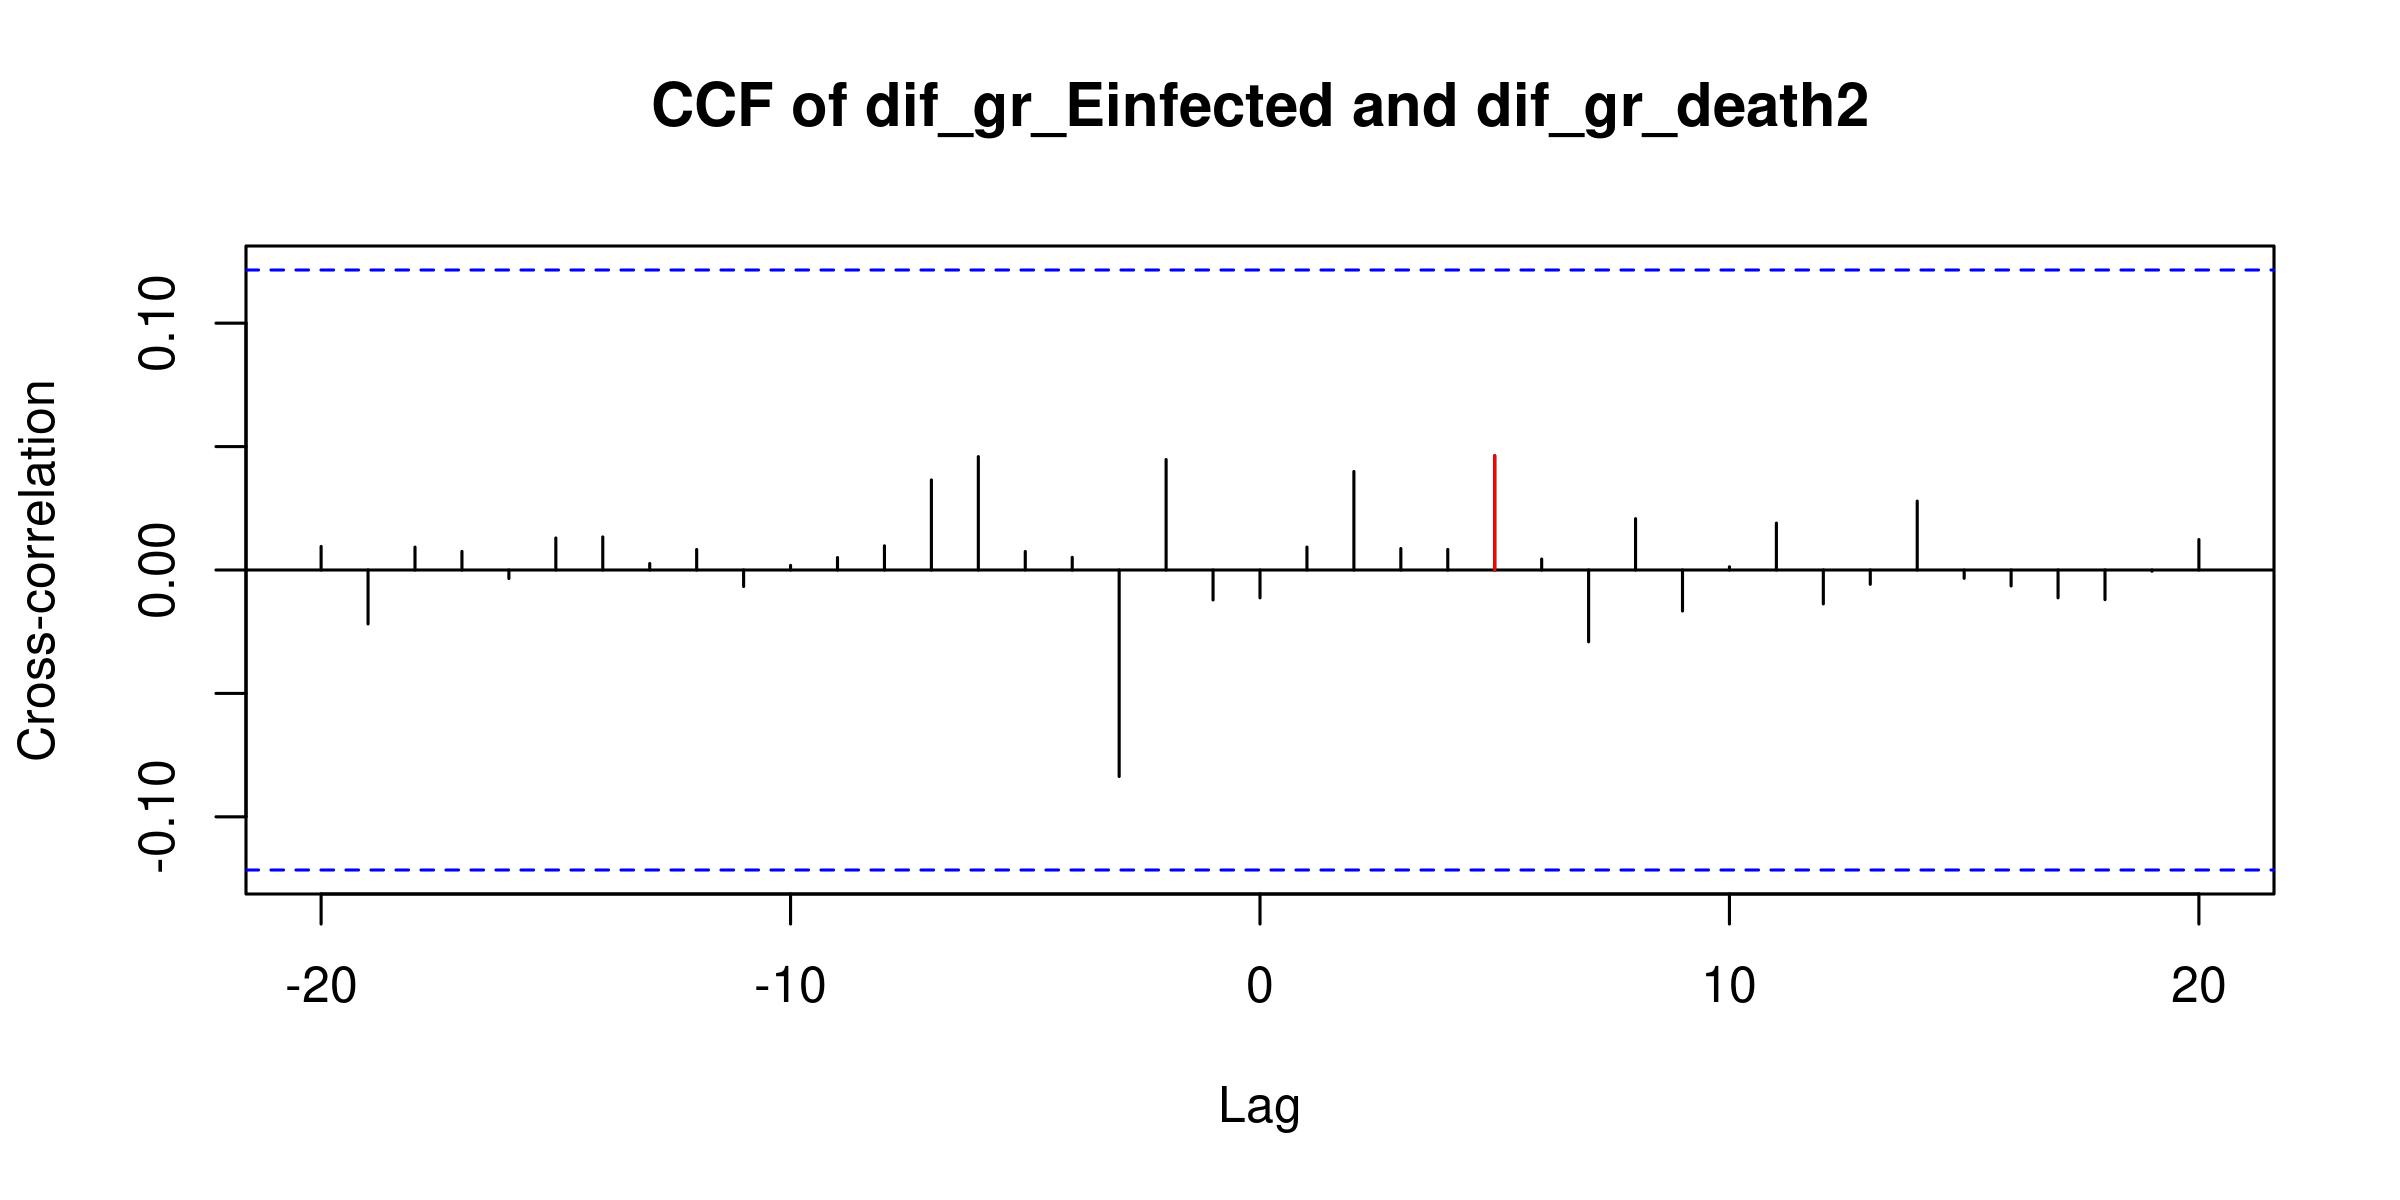 CCF of dif_gr_Einfected and dif_gr_death2
Cross-correlation
0.10
0.00
-0.10
-20 -10 0 10 20
Lag